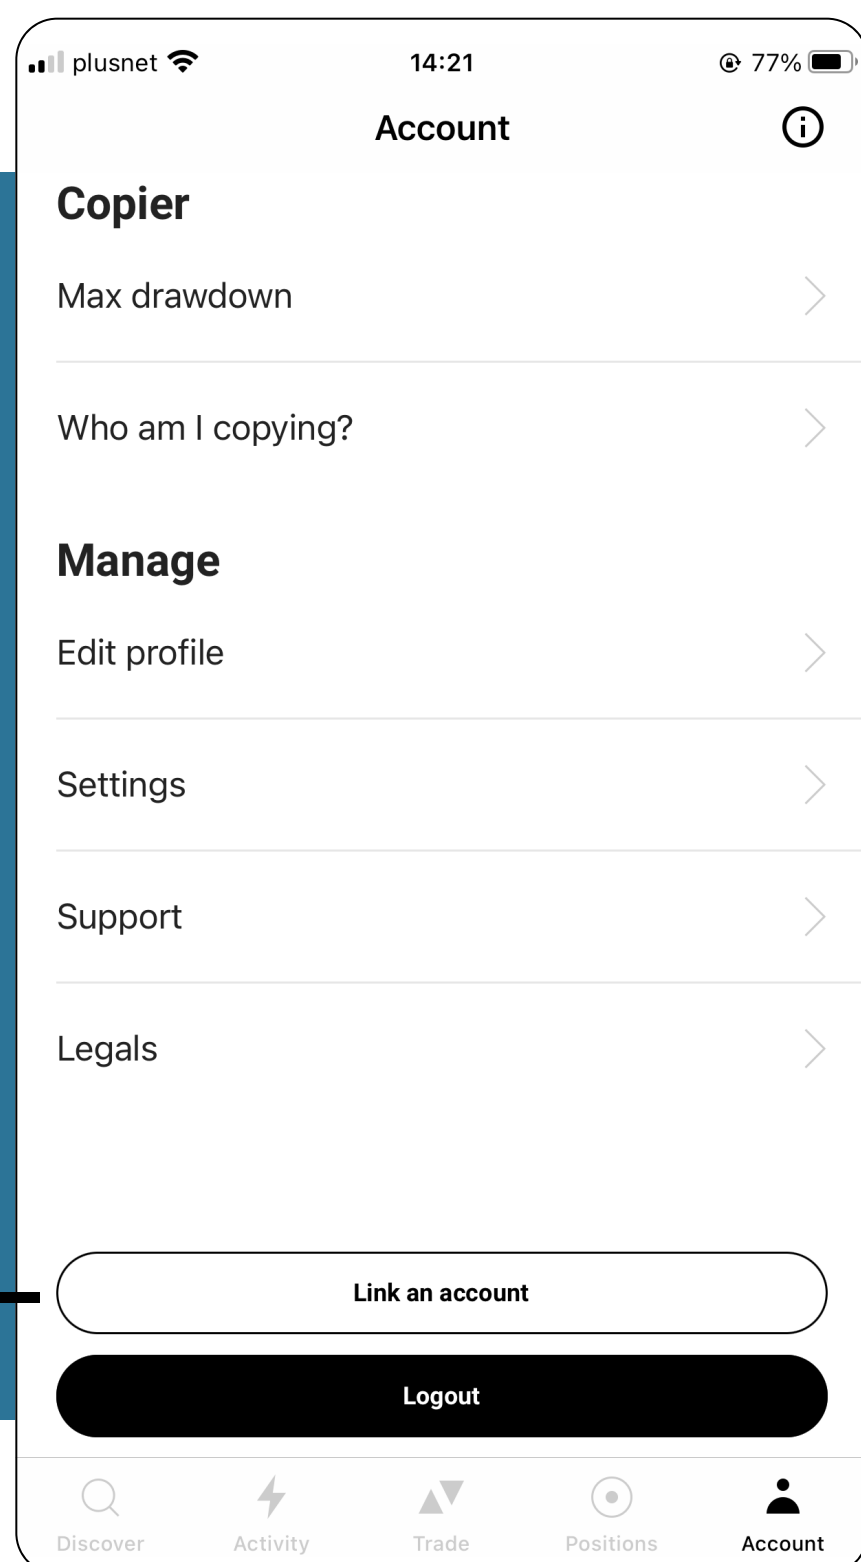 plusnet 14:21 77%
Account
Copier
Max drawdown
Who am I copying?
Manage
Edit profile
Settings
Support
Legals
Link an account
Logout
Discover Activity Trade Positions Account